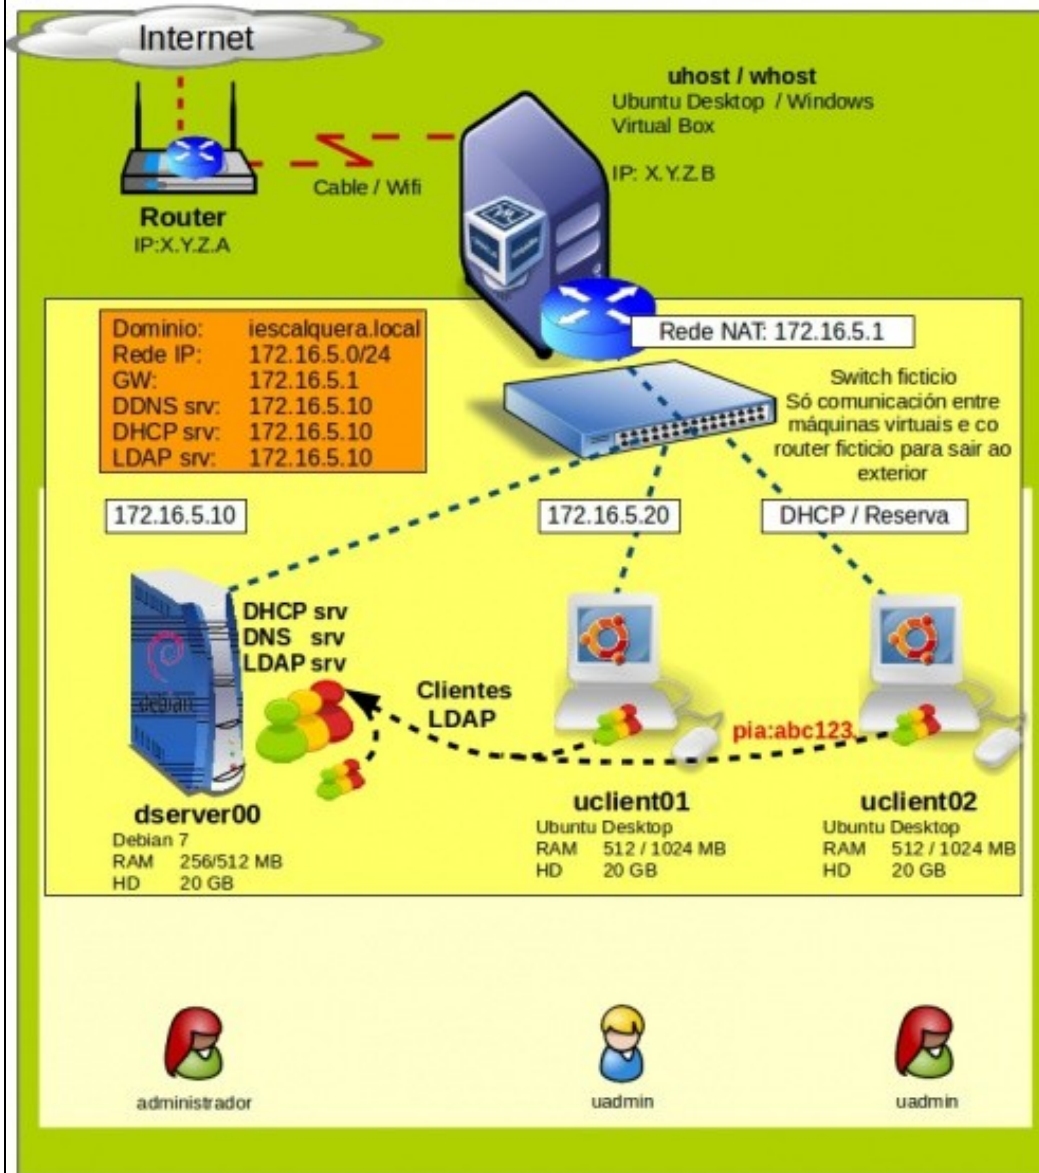 Internet
uhost / whost
Ubuntu Desktop / Windows
Virtual Box
IP: X.Y.Z.B
Cable / Wifi
Router
IP:X.Y.Z.A
Dominio: iescalquera.local
Rede IP: 172.16.5.0/24
GW: 172.16.5.1
DDNS srv: 172.16.5.10
DHCP srv: 172.16.5.10
LDAP srv: 172.16.5.10
Rede NAT: 172.16.5.1
Switch ficticio
Só comunicación entre
máquinas virtuais e co
router ficticio para sair ao
exterior
172.16.5.10
172.16.5.20
DHCP / Reserva
debian
DHCP srv
DNS srv
LDAP srv
Clientes
LDAP
pia:abc123
dserver00
Debian 7
RAM 256/512 MB
HD 20 GB
uclient01
Ubuntu Desktop
RAM 512 / 1024 MB
HD 20 GB
uclient02
Ubuntu Desktop
RAM 512 / 1024 MB
HD 20 GB
administrador
uadmin
uadmin